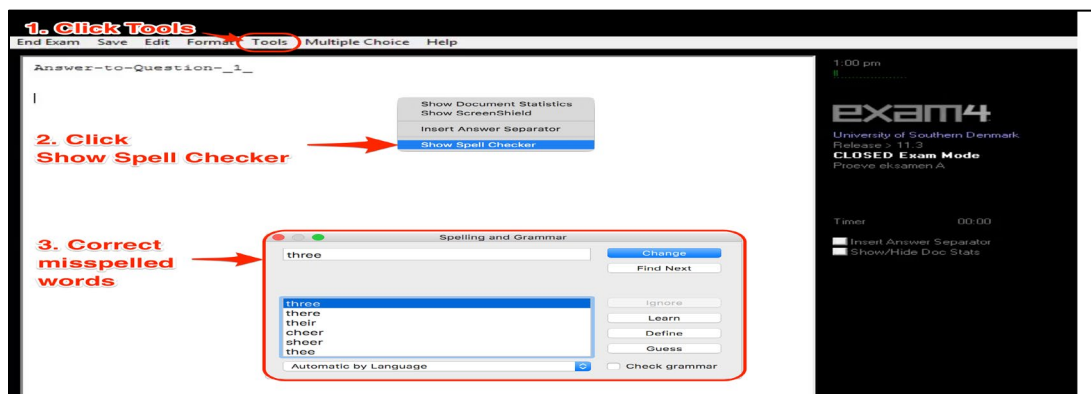 1. Click Tools
End Exam Save Edit Format Tools Multiple Choice Help
Answer-to-Question-_1_
2. Click
Show Spell Checker
Show Document Statistics
Show ScreenShield
Insert Answer Separator
Show Spell Checker
3. Correct
misspelled
words
Spelling and Grammar
three
Change
Find Next
three
there
their
cheer
sheer
thee
Ignore
Learn
Define
Guess
Automatic by Language
Check grammar
1:00 pm
exam4
University of Southern Denmark
Release > 11.3
CLOSED Exam Mode
Proeve eksamen A
Timer 00:00
Insert Answer Separator
Show/Hide Doc Stats